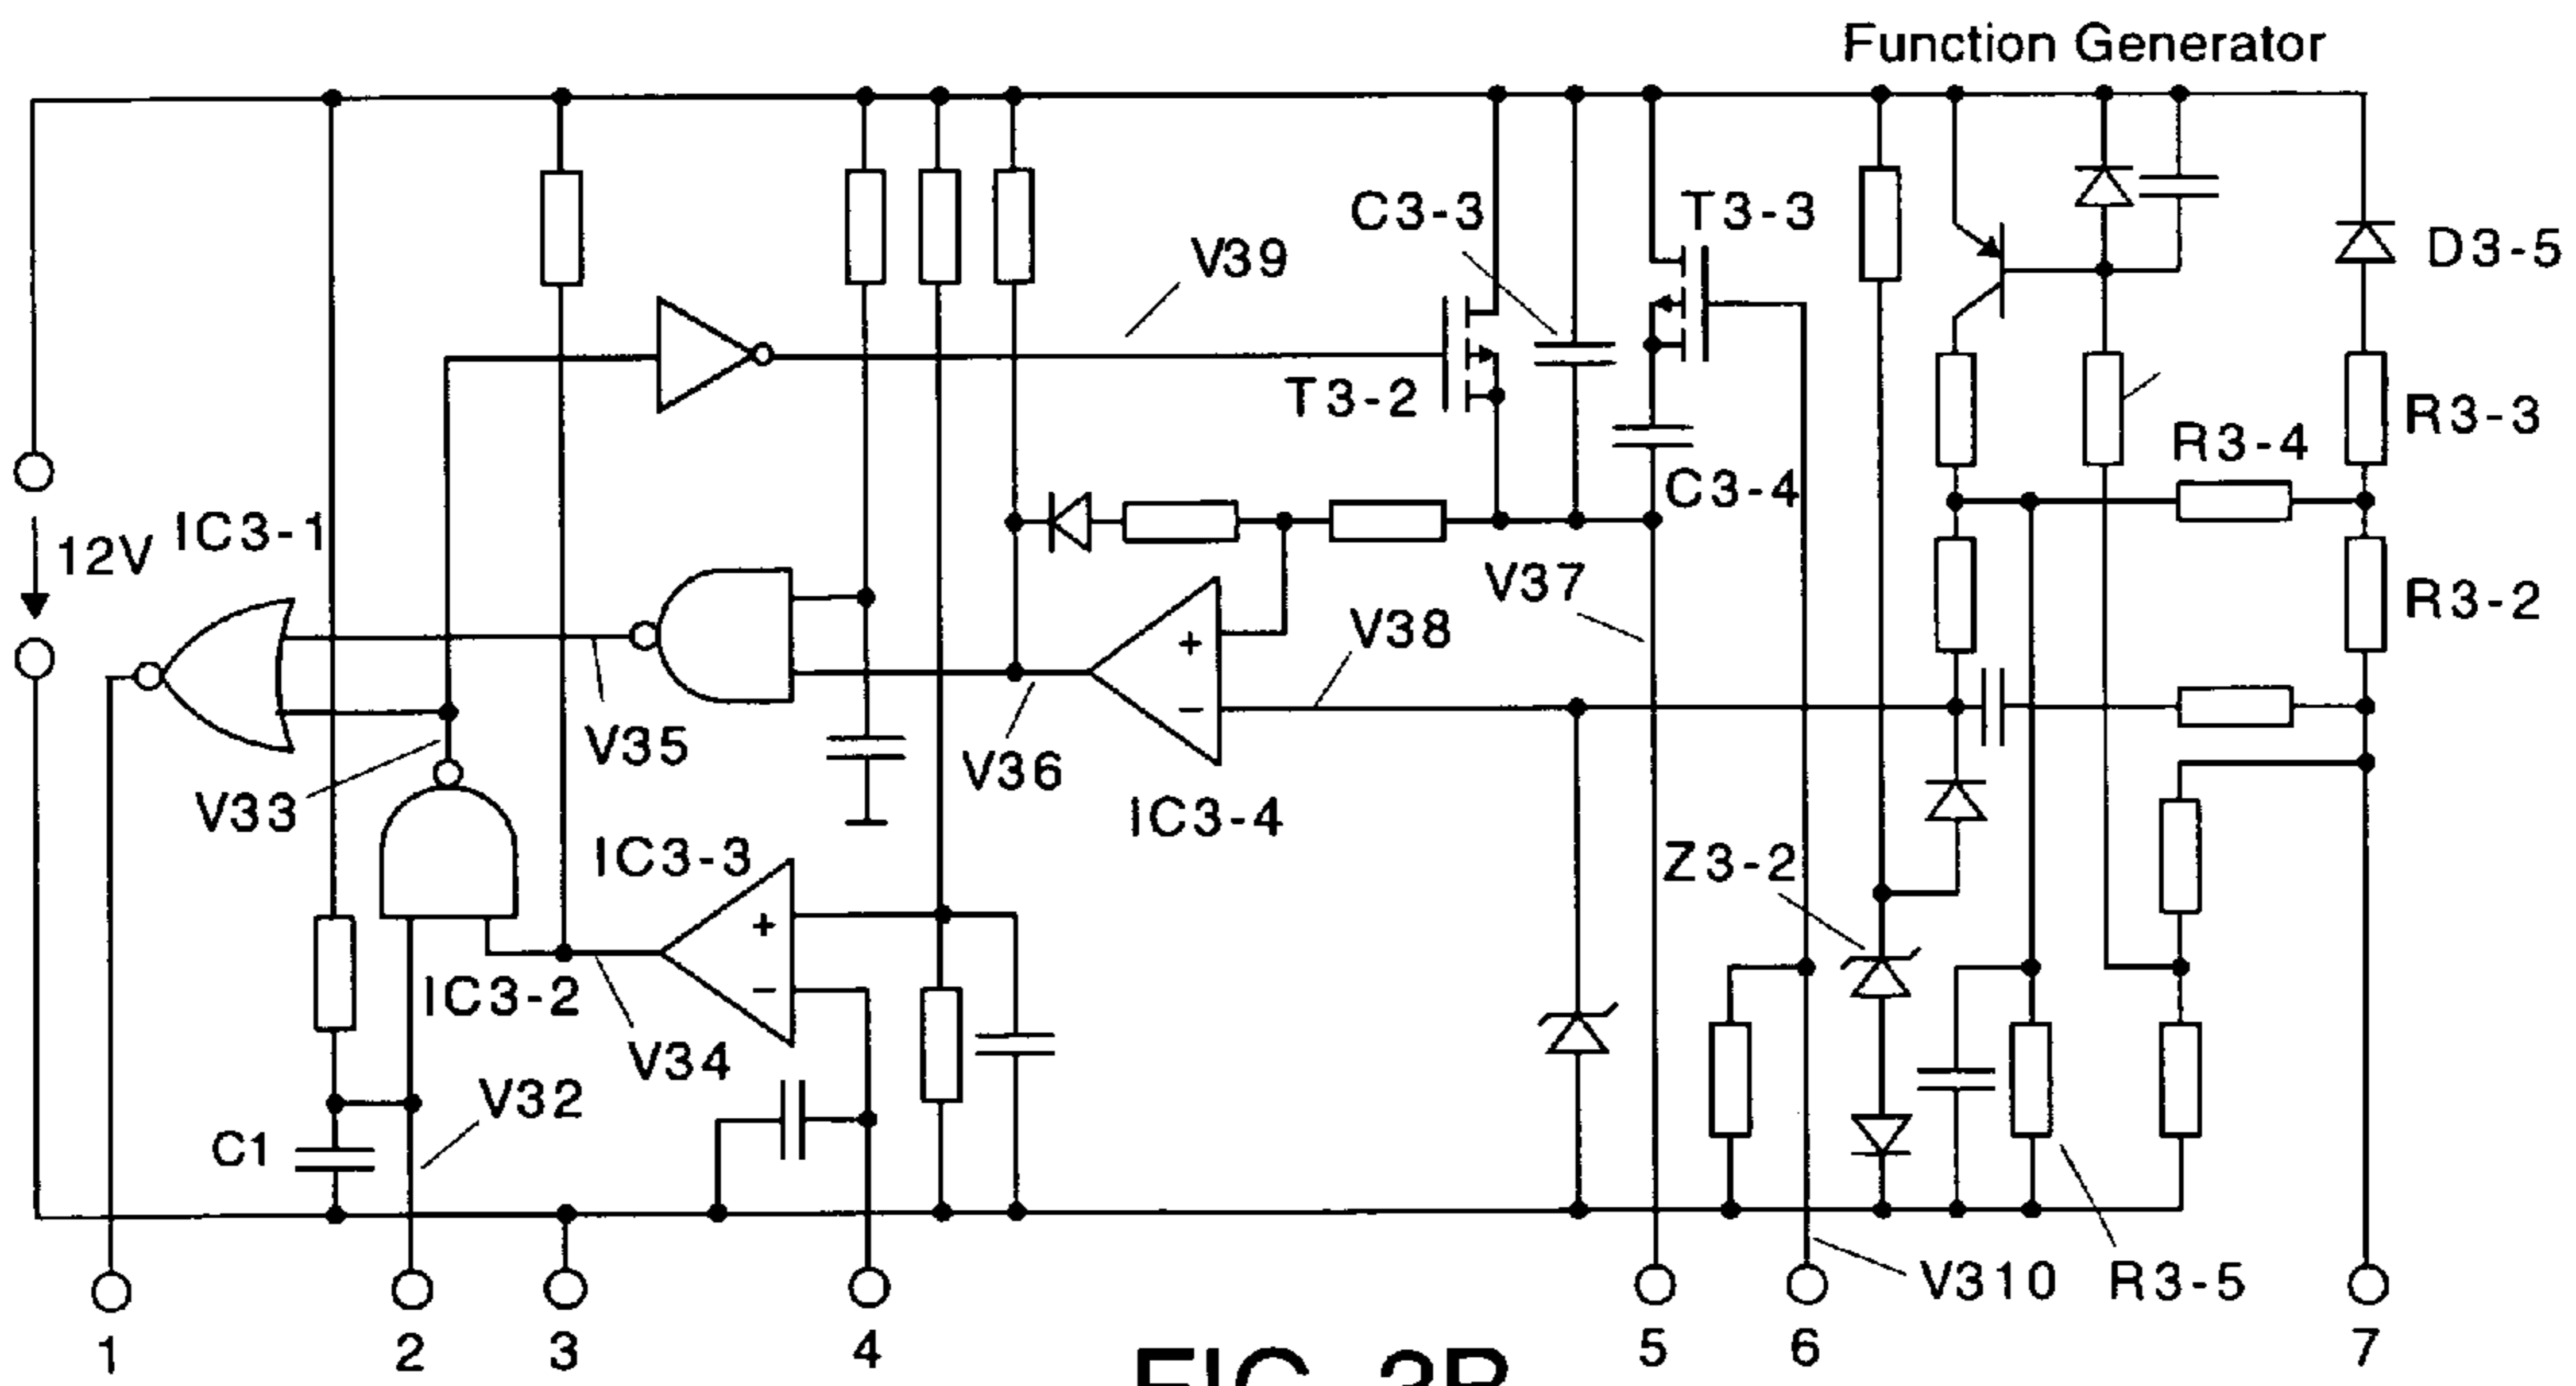 Function Generator
C3-3
T3-3
V39
D3-5
T3-2
R3-3
R3-4
C3-4
IC3-1
12V
V37
R3-2
V38
+
−
V35
V36
V33
IC3-4
IC3-3
Z3-2
+
−
IC3-2
V34
V32
C1
V310
R3-5
1
2
3
4
5
6
7